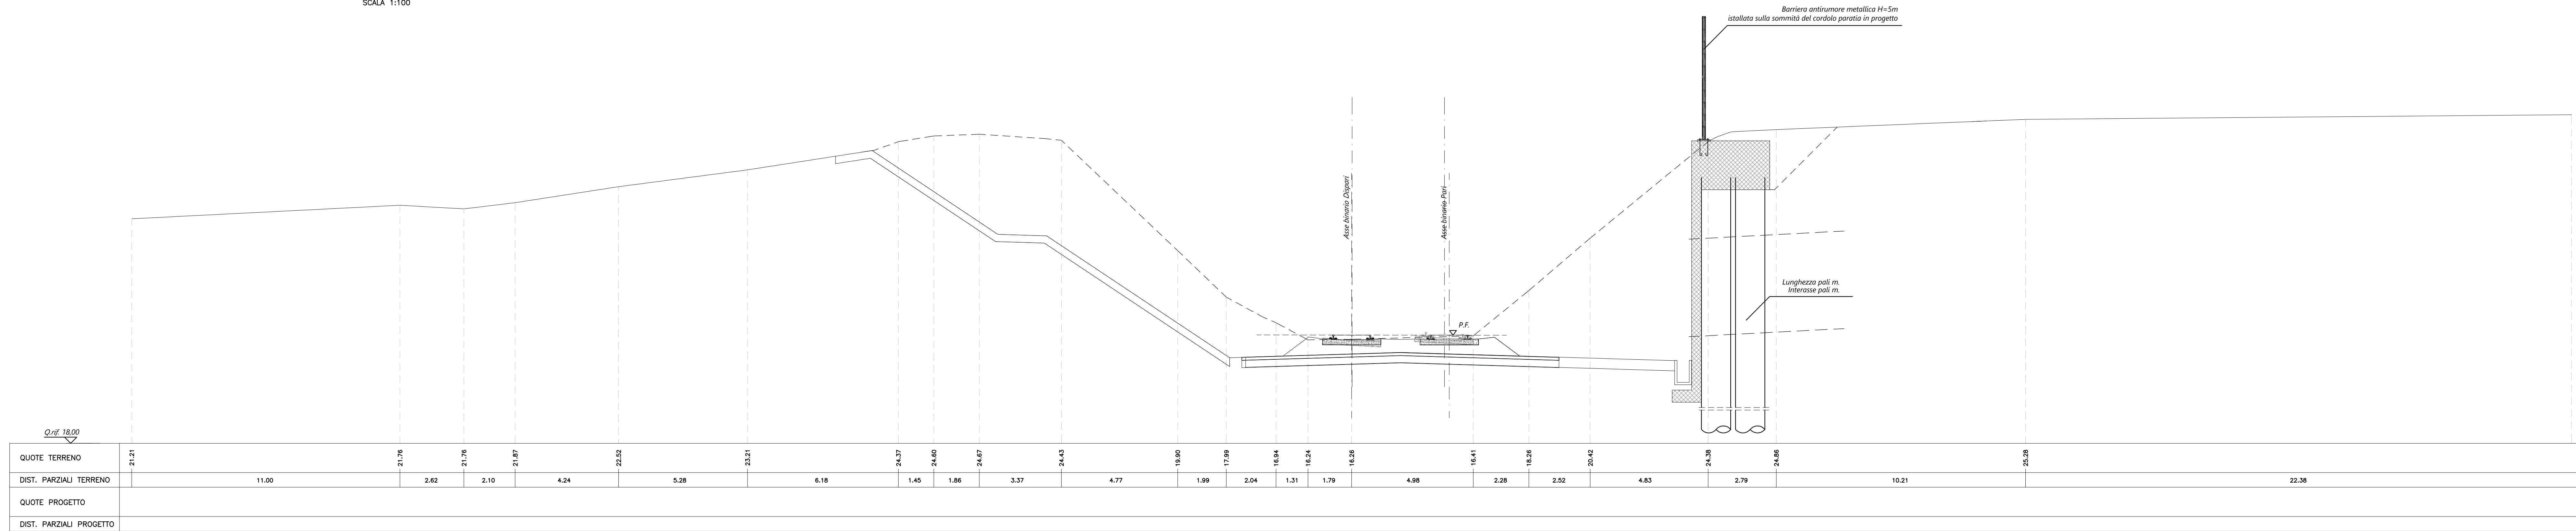 SCALA 1:100
Barriera antirumore metallica H=5m
istallata sulla sommità del cordolo paratia in progetto
Asse binario Dispari
Asse binario Pari
P.F.
Lunghezza pali m.
Interasse pali m.
Q.rif. 18,00
QUOTE TERRENO
21.21 21.76 21.76 21.87 22.52 23.21 24.37 24.60 24.67 24.43 19.90 17.99 16.94 16.24 16.26 16.41 18.26 20.42 24.38 24.86 25.28
DIST. PARZIALI TERRENO
11.00 2.62 2.10 4.24 5.28 6.18 1.45 1.86 3.37 4.77 1.99 2.04 1.31 1.79 4.98 2.28 2.52 4.83 2.79 10.21 22.38
QUOTE PROGETTO
DIST. PARZIALI PROGETTO